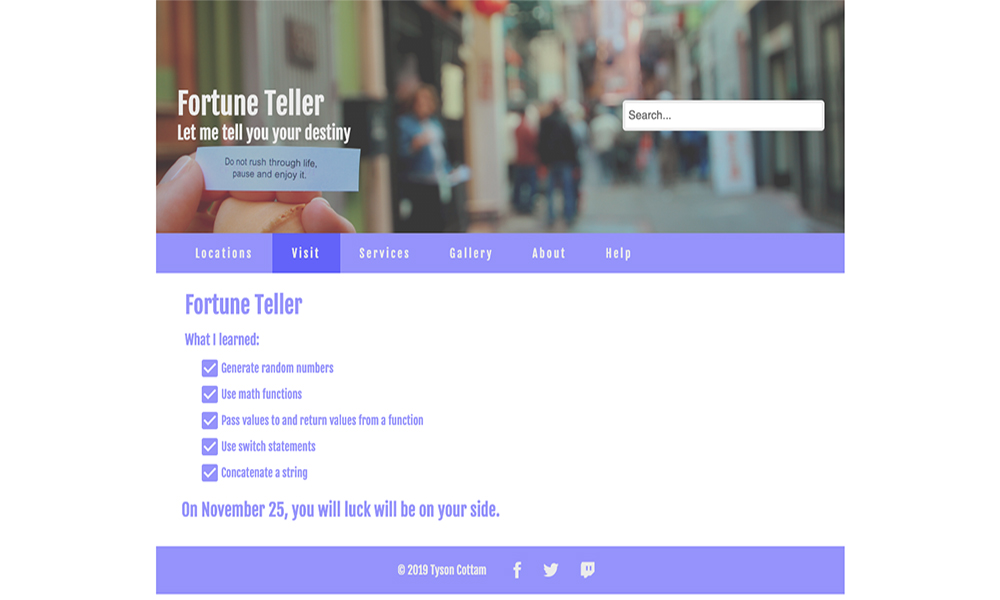 Fortune Teller
Let me tell you your destiny
Search...
Do not rush through life,
pause and enjoy it.
Locations Visit Services Gallery About Help
Fortune Teller
What I learned:
Generate random numbers
Use math functions
Pass values to and return values from a function
Use switch statements
Concatenate a string
On November 25, you will luck will be on your side.
© 2019 Tyson Cottam